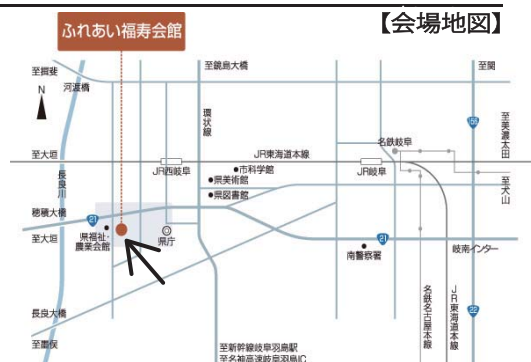 【会場地図】
ふれあい福寿会館
至揖斐
河渡橋
至鏡島大橋
至関
N
環状線
156
至美濃太田
名鉄岐阜
至大垣
JR東海道本線
JR西岐阜
市科学館
JR岐阜
長良川
県美術館
至犬山
県図書館
穂積大橋
21
至大垣
県福祉・
農業会館
県庁
21
南警察署
岐南インター
長良大橋
名鉄名古屋本線
JR東海道本線
22
至墨俣
至新幹線岐阜羽島駅
至名神高速岐阜羽島IC